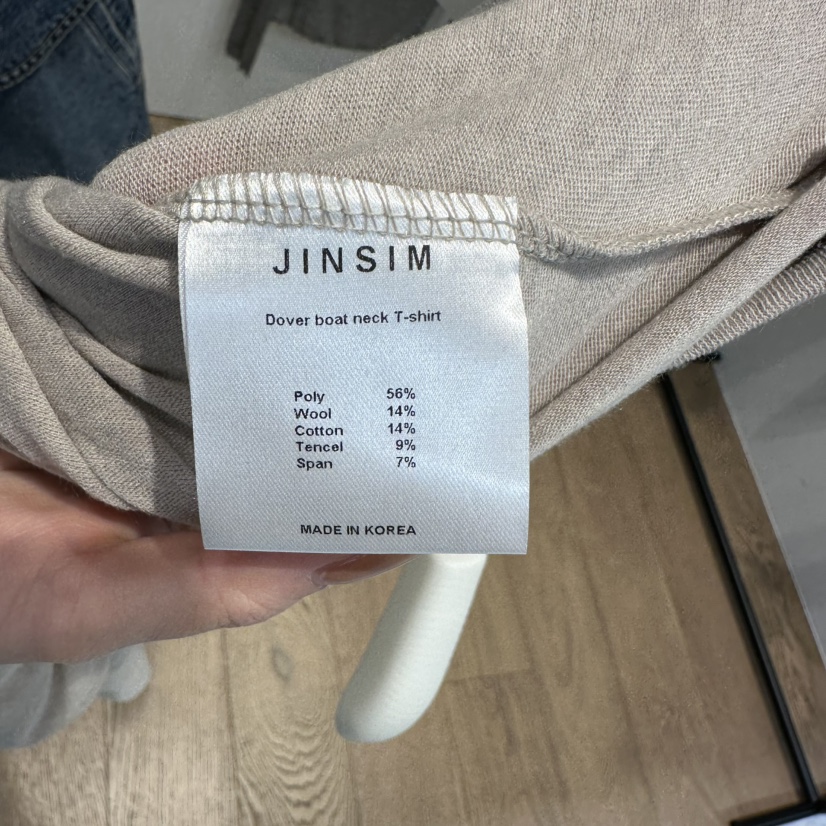 JINSIM
Dover boat neck T-shirt
Poly 56%
Wool 14%
Cotton 14%
Tencel 9%
Span 7%
MADE IN KOREA